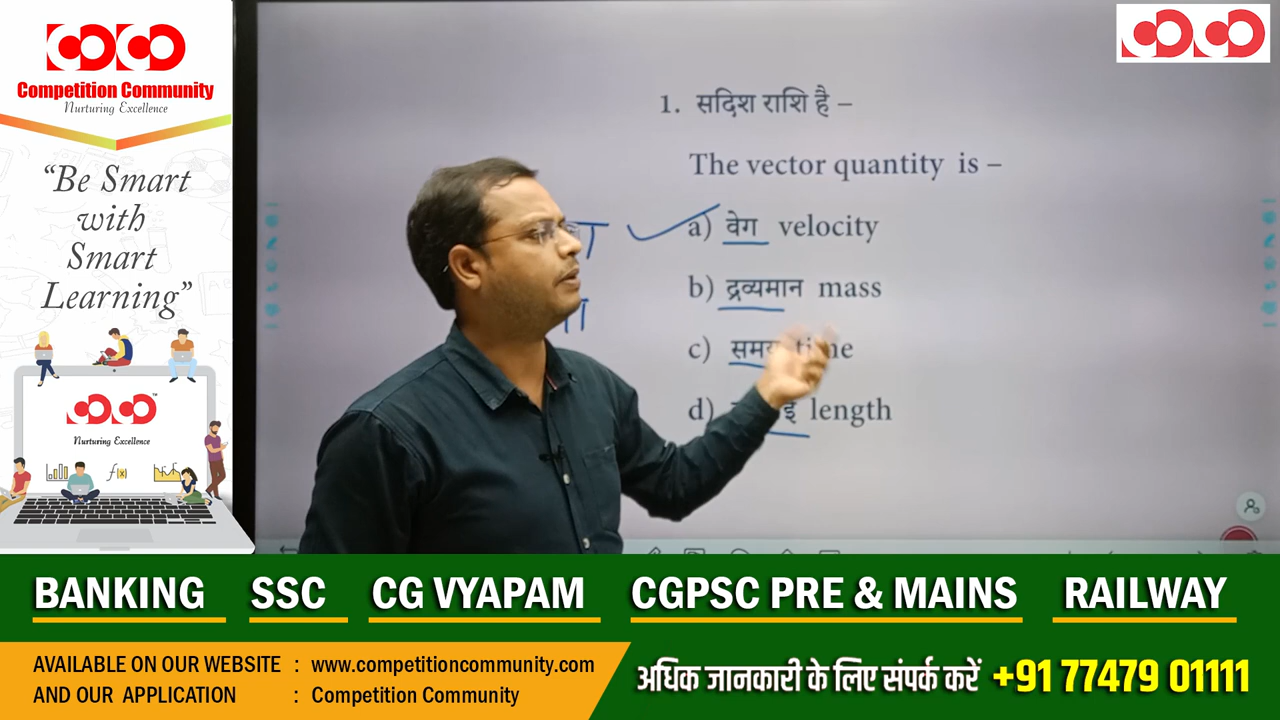 Competition Community
Nurturing Excellence
“Be Smart
with
Smart
Learning”
Nurturing Excellence
f(x)
1. सदिश राशि है –
The vector quantity is –
a) वेग velocity
b) द्रव्यमान mass
c)
d) length
BANKING SSC CG VYAPAM CGPSC PRE & MAINS RAILWAY
AVAILABLE ON OUR WEBSITE : www.competitioncommunity.com
AND OUR APPLICATION : Competition Community
अधिक जानकारी के लिए संपर्क करें +91 77479 01111